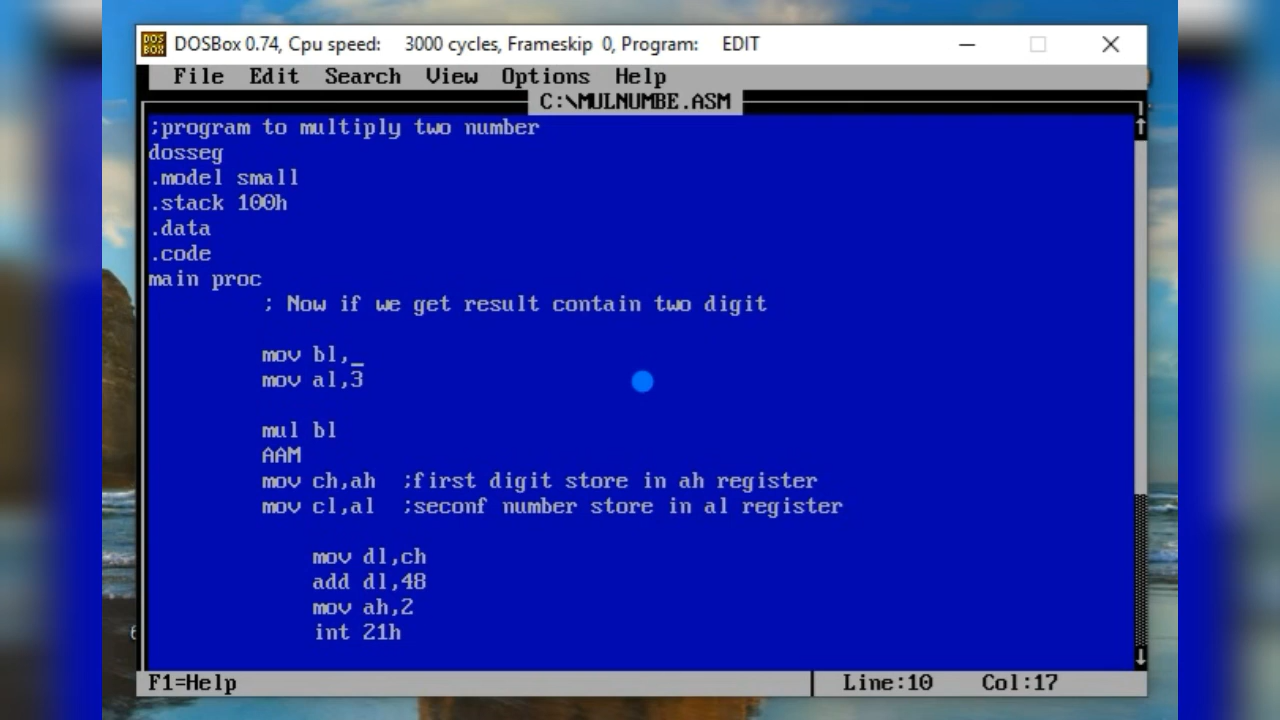 DOS BOX
DOSBox 0.74, Cpu speed: 3000 cycles, Frameskip 0, Program: EDIT
File Edit Search View Options Help
C:\MULNUMBE.ASM
;program to multiply two number
dosseg
.model small
.stack 100h
.data
.code
main proc
; Now if we get result contain two digit
mov bl,_
mov al,3
mul bl
AAM
mov ch,ah ;first digit store in ah register
mov cl,al ;seconf number store in al register
mov dl,ch
add dl,48
mov ah,2
int 21h
F1=Help Line:10 Col:17